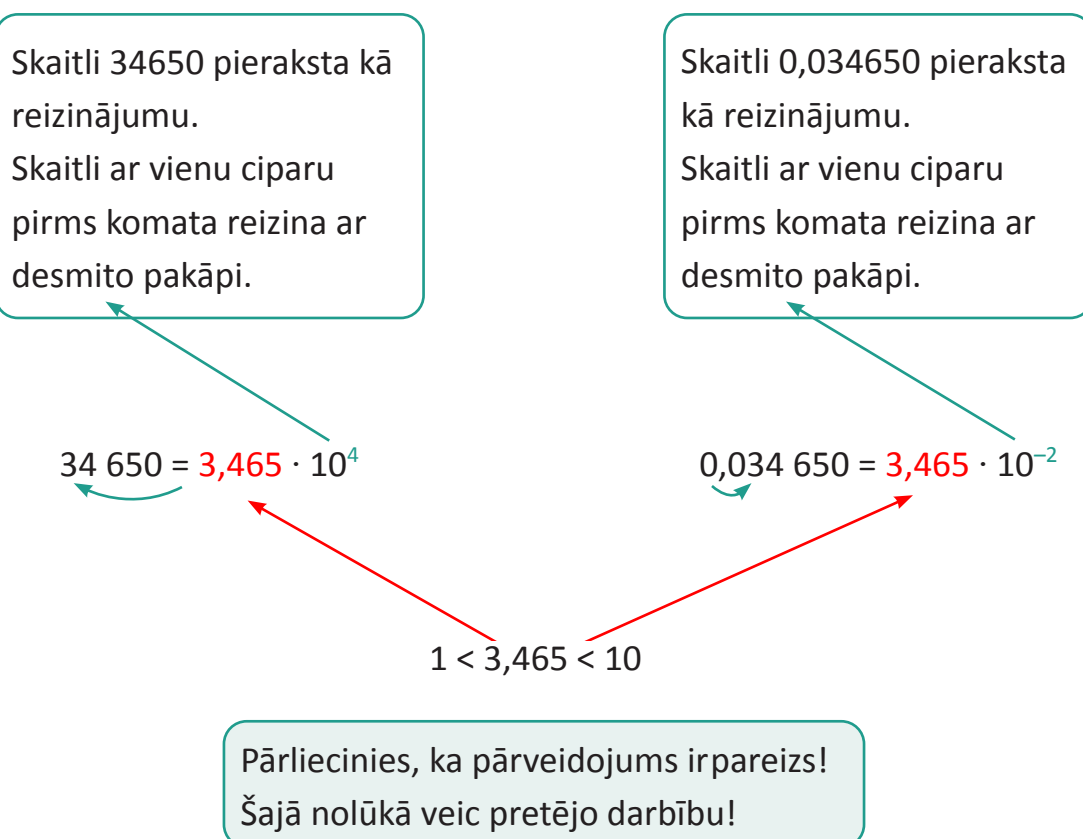 Skaitli 34650 pieraksta kā
reizinājumu.
Skaitli ar vienu ciparu
pirms komata reizina ar
desmito pakāpi.
Skaitli 0,034650 pieraksta
kā reizinājumu.
Skaitli ar vienu ciparu
pirms komata reizina ar
desmito pakāpi.
34 650 = 3,465 · 10⁴
0,034 650 = 3,465 · 10⁻²
1 < 3,465 < 10
Pārliecinies, ka pārveidojums irpareizs!
Šajā nolūkā veic pretējo darbību!